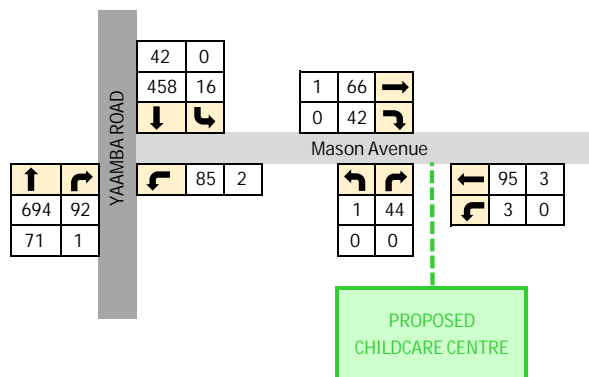 42 0
458 16
1 66
0 42
YAAMBA ROAD
Mason Avenue
85 2
95 3
3 0
694 92
71 1
1 44
0 0
PROPOSED
CHILDCARE CENTRE